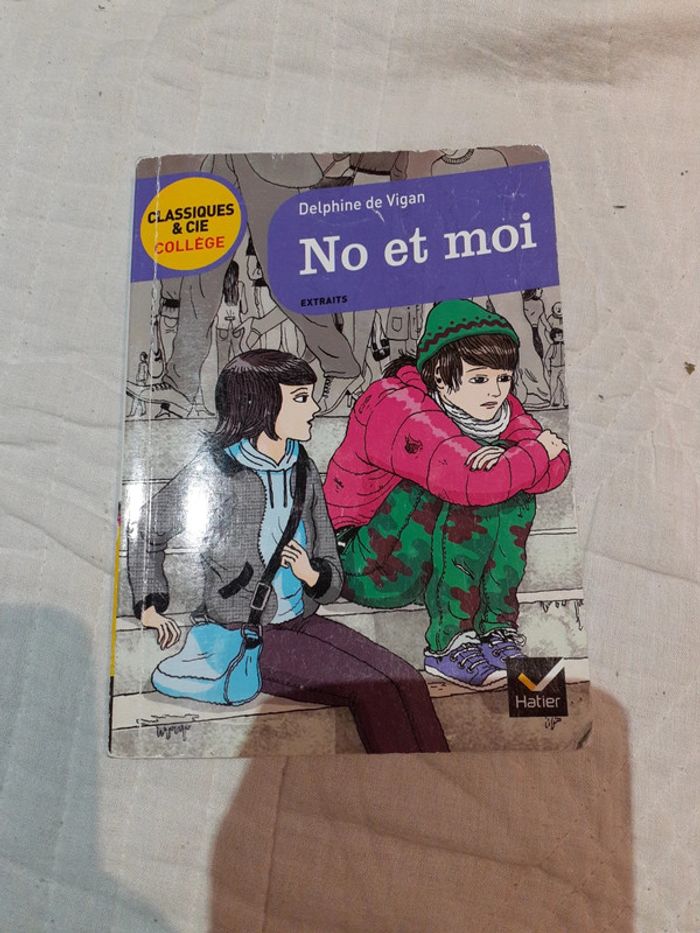 CLASSIQUES
& CIE
COLLÈGE
Delphine de Vigan
No et moi
EXTRAITS
Hatier